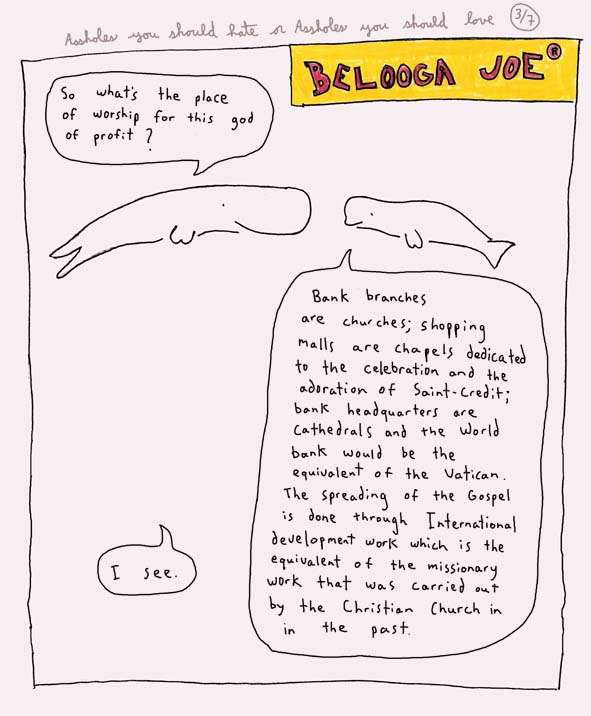 Assholes you should hate or Assholes you should love 3/7
BELOOGA JOE®
So what's the place
of worship for this god
of profit?
Bank branches
are churches; shopping
malls are chapels dedicated
to the celebration and the
adoration of Saint-Credit;
bank headquarters are
Cathedrals and the World
bank would be the
equivalent of the Vatican.
The spreading of the Gospel
is done through International
development work which is the
equivalent of the missionary
work that was carried out
by the Christian Church in
in the past.
I see.